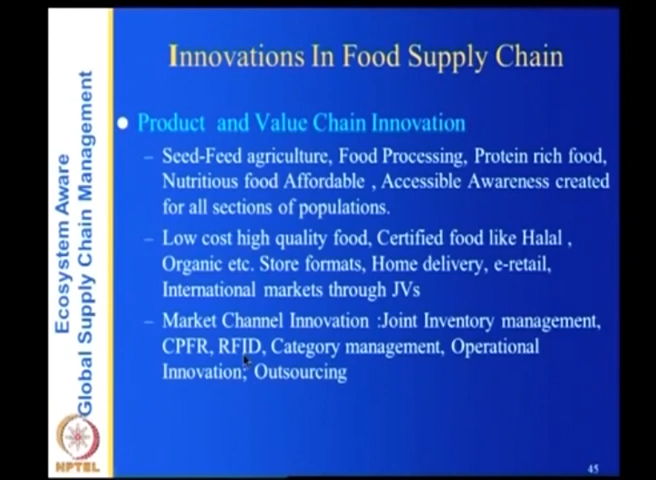 Innovations In Food Supply Chain
Product and Value Chain Innovation
– Seed-Feed agriculture, Food Processing, Protein rich food,
Nutritious food Affordable , Accessible Awareness created
for all sections of populations.
– Low cost high quality food, Certified food like Halal ,
Organic etc. Store formats, Home delivery, e-retail,
International markets through JVs
– Market Channel Innovation :Joint Inventory management,
CPFR, RFID, Category management, Operational
Innovation; Outsourcing
Ecosystem Aware
Global Supply Chain Management
NPTEL
45